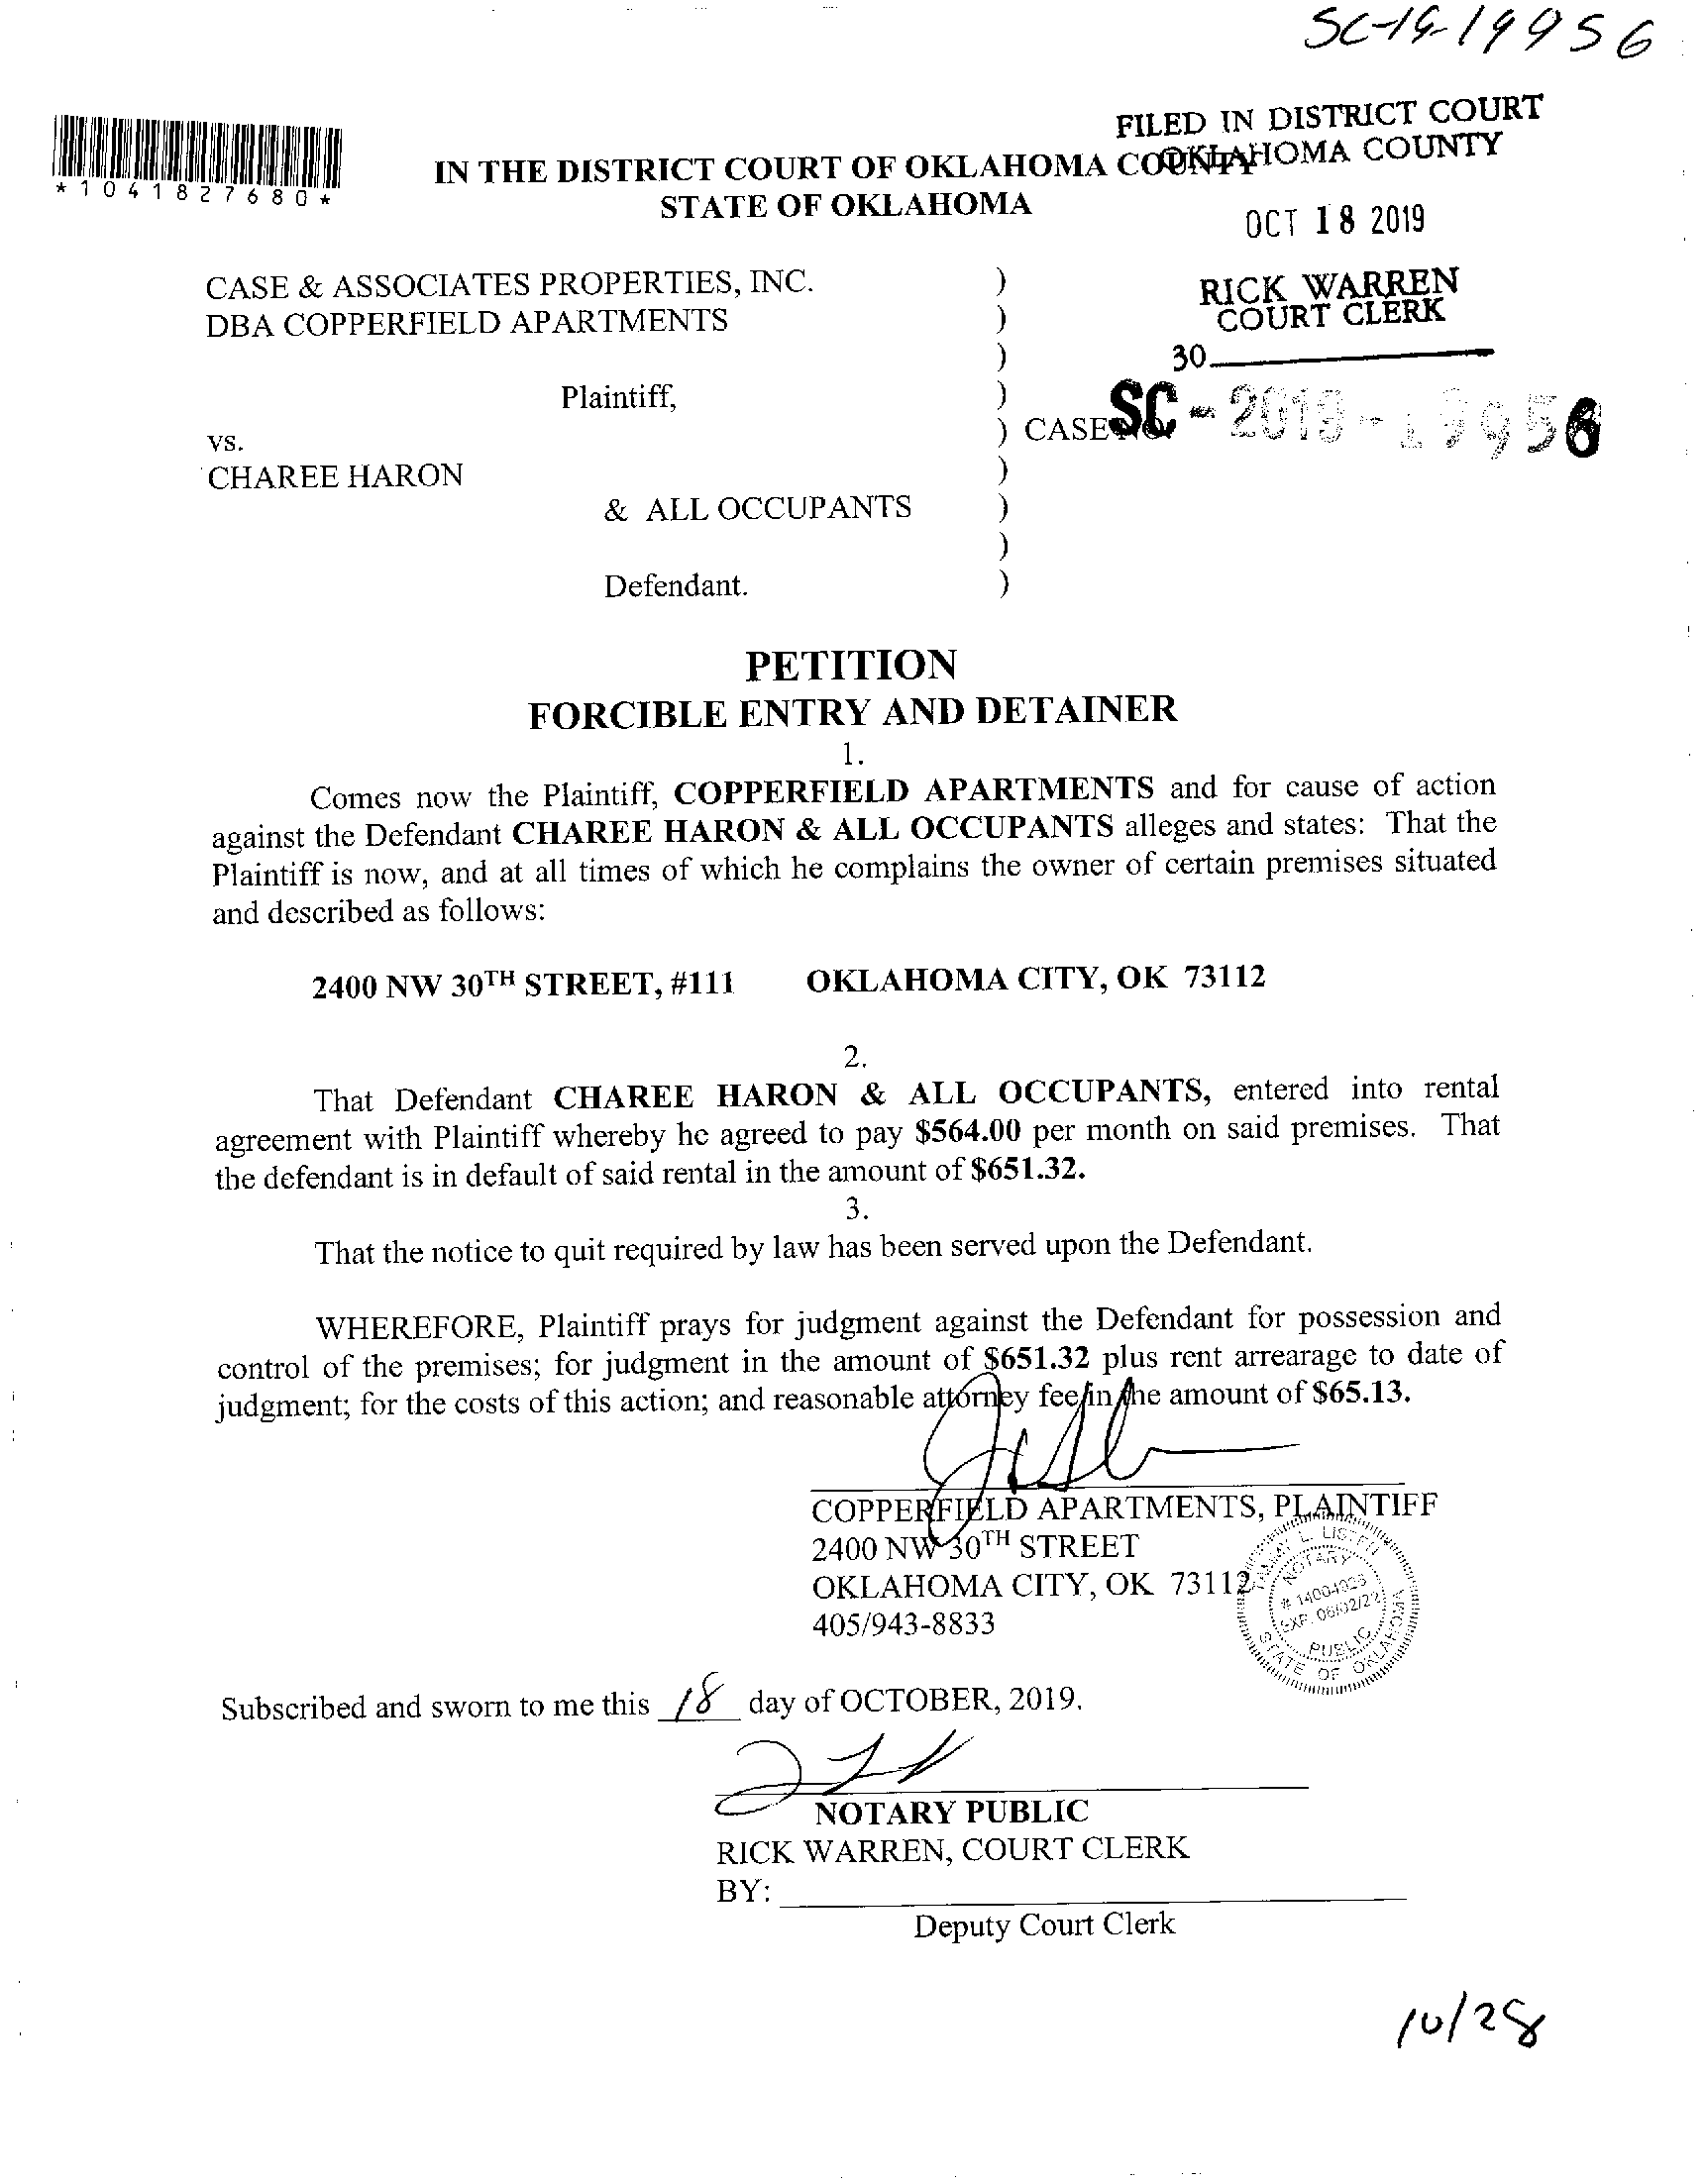 SC-19-19956
FILED IN DISTRICT COURT
OKLAHOMA COUNTY
*1041827680*
IN THE DISTRICT COURT OF OKLAHOMA COUNTY
STATE OF OKLAHOMA
OCT 18 2019
CASE & ASSOCIATES PROPERTIES, INC.
DBA COPPERFIELD APARTMENTS
)
)
)
)
)
)
)
)
)
RICK WARREN
COURT CLERK
30
Plaintiff,
CASE NO.
SC - 2019 - 19956
vs.
CHAREE HARON
& ALL OCCUPANTS
Defendant.
PETITION
FORCIBLE ENTRY AND DETAINER
1.
Comes now the Plaintiff, COPPERFIELD APARTMENTS and for cause of action
against the Defendant CHAREE HARON & ALL OCCUPANTS alleges and states: That the
Plaintiff is now, and at all times of which he complains the owner of certain premises situated
and described as follows:
2400 NW 30TH STREET, #111 OKLAHOMA CITY, OK 73112
2.
That Defendant CHAREE HARON & ALL OCCUPANTS, entered into rental
agreement with Plaintiff whereby he agreed to pay $564.00 per month on said premises. That
the defendant is in default of said rental in the amount of $651.32.
3.
That the notice to quit required by law has been served upon the Defendant.
WHEREFORE, Plaintiff prays for judgment against the Defendant for possession and
control of the premises; for judgment in the amount of $651.32 plus rent arrearage to date of
judgment; for the costs of this action; and reasonable attorney fee in the amount of $65.13.
COPPERFIELD APARTMENTS, PLAINTIFF
2400 NW 30TH STREET
OKLAHOMA CITY, OK 73112
405/943-8833
NOTARY
EXP. 06/02/22
PUBLIC
STATE OF OKLAHOMA
Subscribed and sworn to me this 18 day of OCTOBER, 2019.
NOTARY PUBLIC
RICK WARREN, COURT CLERK
BY:
Deputy Court Clerk
10/28